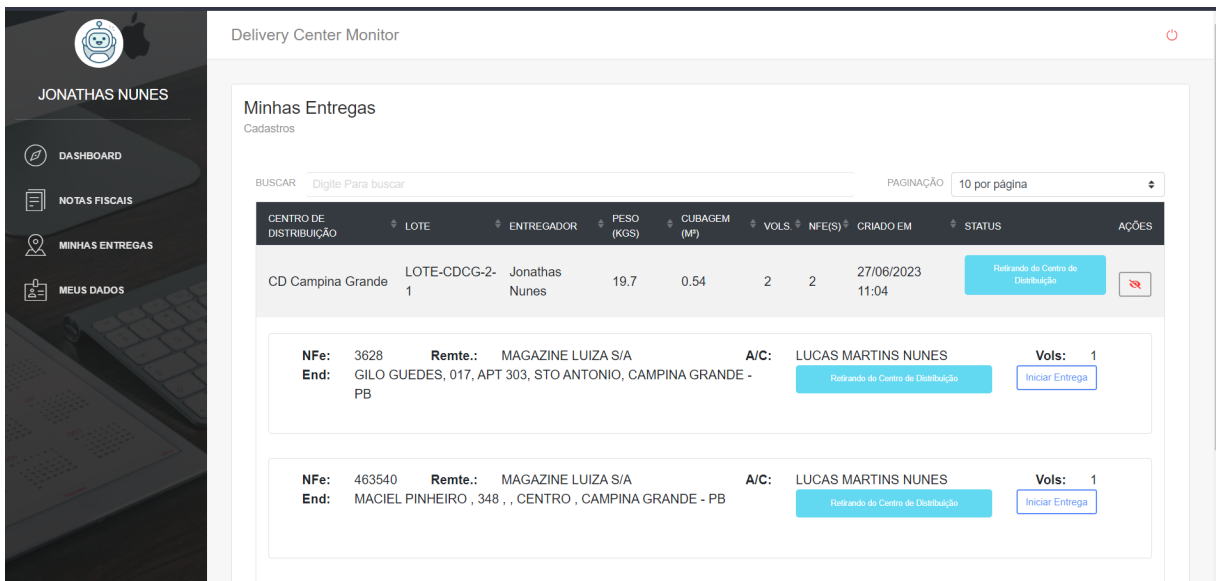 JONATHAS NUNES
DASHBOARD
NOTAS FISCAIS
MINHAS ENTREGAS
MEUS DADOS
Delivery Center Monitor
Minhas Entregas
Cadastros
BUSCAR Digite Para buscar PAGINAÇÃO 10 por página
CENTRO DE DISTRIBUIÇÃO LOTE ENTREGADOR PESO (KGS) CUBAGEM (M³) VOLS. NFE(S) CRIADO EM STATUS AÇÕES
CD Campina Grande LOTE-CDCG-2-1 Jonathas Nunes 19.7 0.54 2 2 27/06/2023 11:04 Retirando do Centro de Distribuição
NFe: 3628 Remte.: MAGAZINE LUIZA S/A A/C: LUCAS MARTINS NUNES Vols: 1
End: GILO GUEDES, 017, APT 303, STO ANTONIO, CAMPINA GRANDE - Retirando do Centro de Distribuição Iniciar Entrega
PB
NFe: 463540 Remte.: MAGAZINE LUIZA S/A A/C: LUCAS MARTINS NUNES Vols: 1
End: MACIEL PINHEIRO , 348 , , CENTRO , CAMPINA GRANDE - PB Retirando do Centro de Distribuição Iniciar Entrega